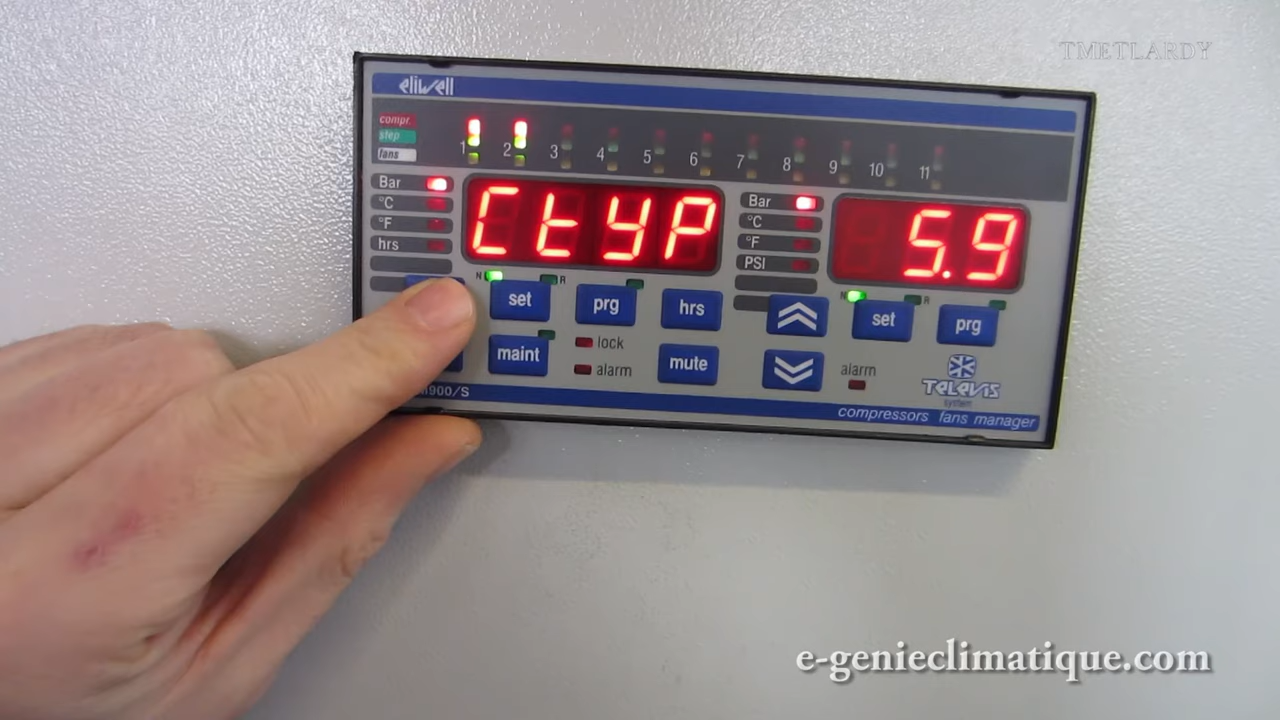 TMETLARDY
eliwell
compr.
step
fans
1 2 3 4 5 6 7 8 9 10 11
Bar
°C
°F
hrs
CtyP
Bar
°C
°F
PSI
5.9
N R
set
prg
hrs
N R
set
prg
maint
lock
alarm
mute
alarm
TELEVIS
system
900/S
compressors fans manager
e-genieclimatique.com